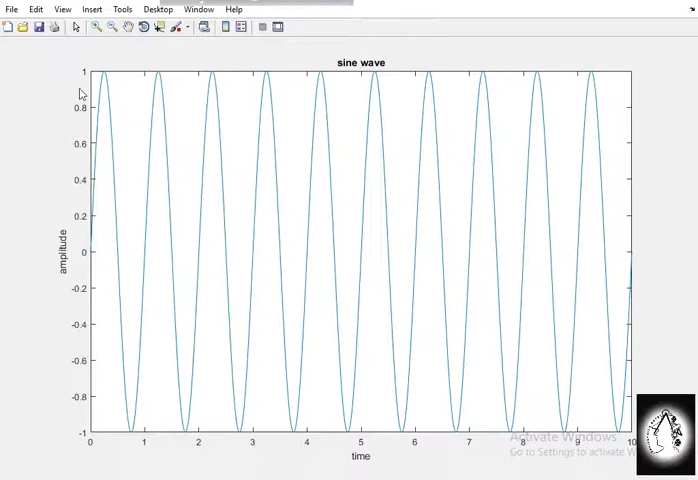 File Edit View Insert Tools Desktop Window Help
sine wave
1
0.8
0.6
0.4
0.2
0
-0.2
-0.4
-0.6
-0.8
-1
amplitude
0 1 2 3 4 5 6 7 8 9 10
time
Activate Windows
Go to Settings to activate W